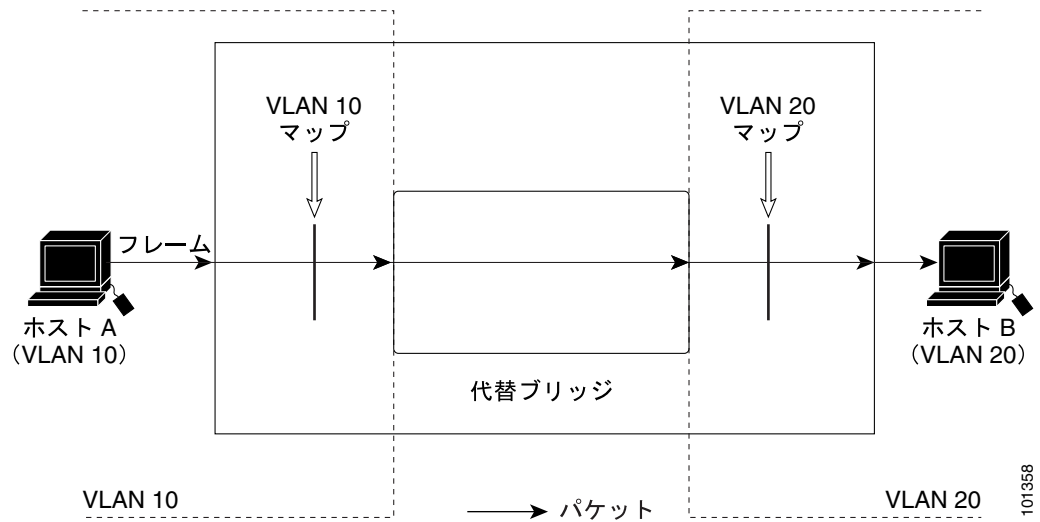 VLAN 10
マップ
VLAN 20
マップ
フレーム
ホスト A
(VLAN 10)
ホスト B
(VLAN 20)
代替ブリッジ
VLAN 10
パケット
VLAN 20
101358